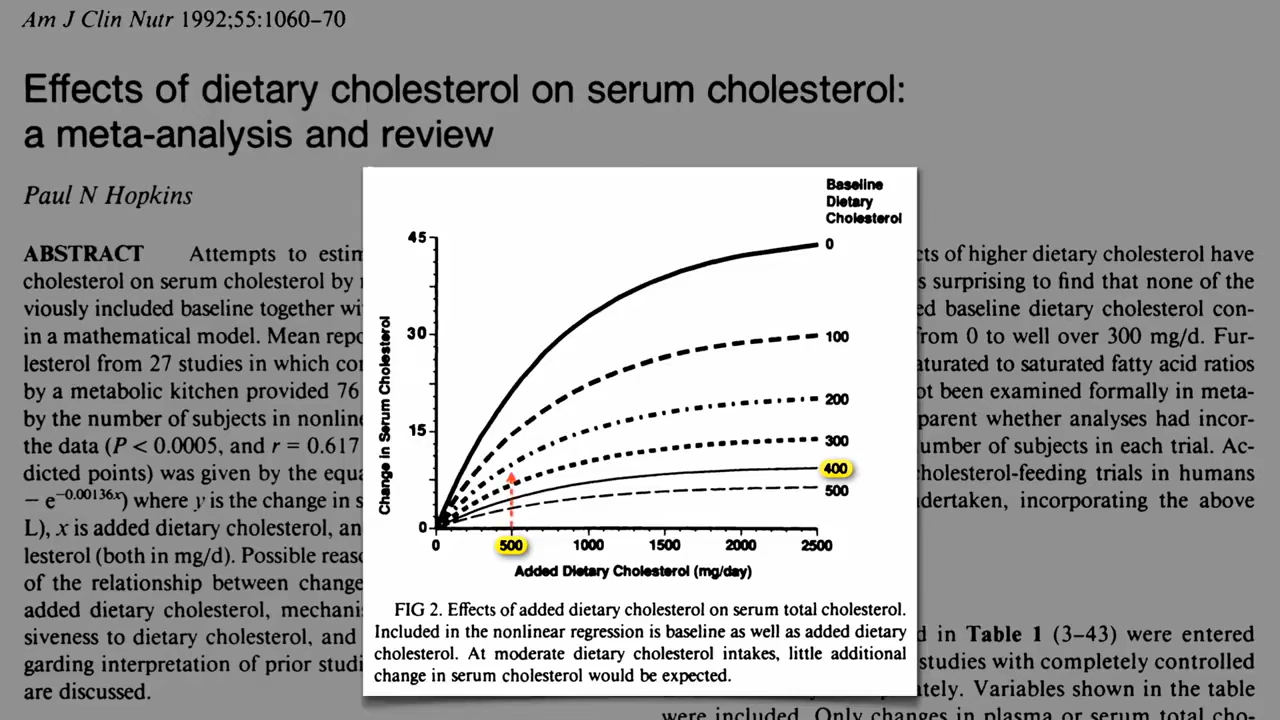 Am J Clin Nutr 1992;55:1060–70
Effects of dietary cholesterol on serum cholesterol:
a meta-analysis and review
Paul N Hopkins
ABSTRACT Attempts to estim
cholesterol on serum cholesterol by
viously included baseline together wi
in a mathematical model. Mean repo
lesterol from 27 studies in which co
by a metabolic kitchen provided 76
by the number of subjects in nonline
the data (P < 0.0005, and r = 0.617
dicted points) was given by the equa
− e−0.00136x) where y is the change in s
L), x is added dietary cholesterol, an
lesterol (both in mg/d). Possible reas
of the relationship between change
added dietary cholesterol, mechani
siveness to dietary cholesterol, and
garding interpretation of prior studi
are discussed.
Baseline
Dietary
Cholesterol
45
30
15
0
Change in Serum Cholesterol
0
100
200
300
400
500
0 500 1000 1500 2000 2500
Added Dietary Cholesterol (mg/day)
FIG 2. Effects of added dietary cholesterol on serum total cholesterol.
Included in the nonlinear regression is baseline as well as added dietary
cholesterol. At moderate dietary cholesterol intakes, little additional
change in serum cholesterol would be expected.
cts of higher dietary cholesterol have
s surprising to find that none of the
ed baseline dietary cholesterol con-
from 0 to well over 300 mg/d. Fur-
aturated to saturated fatty acid ratios
ot been examined formally in meta-
parent whether analyses had incor-
umber of subjects in each trial. Ac-
cholesterol-feeding trials in humans
dertaken, incorporating the above
d in Table 1 (3–43) were entered
studies with completely controlled
tely. Variables shown in the table
were included. Only changes in plasma or serum total cho-